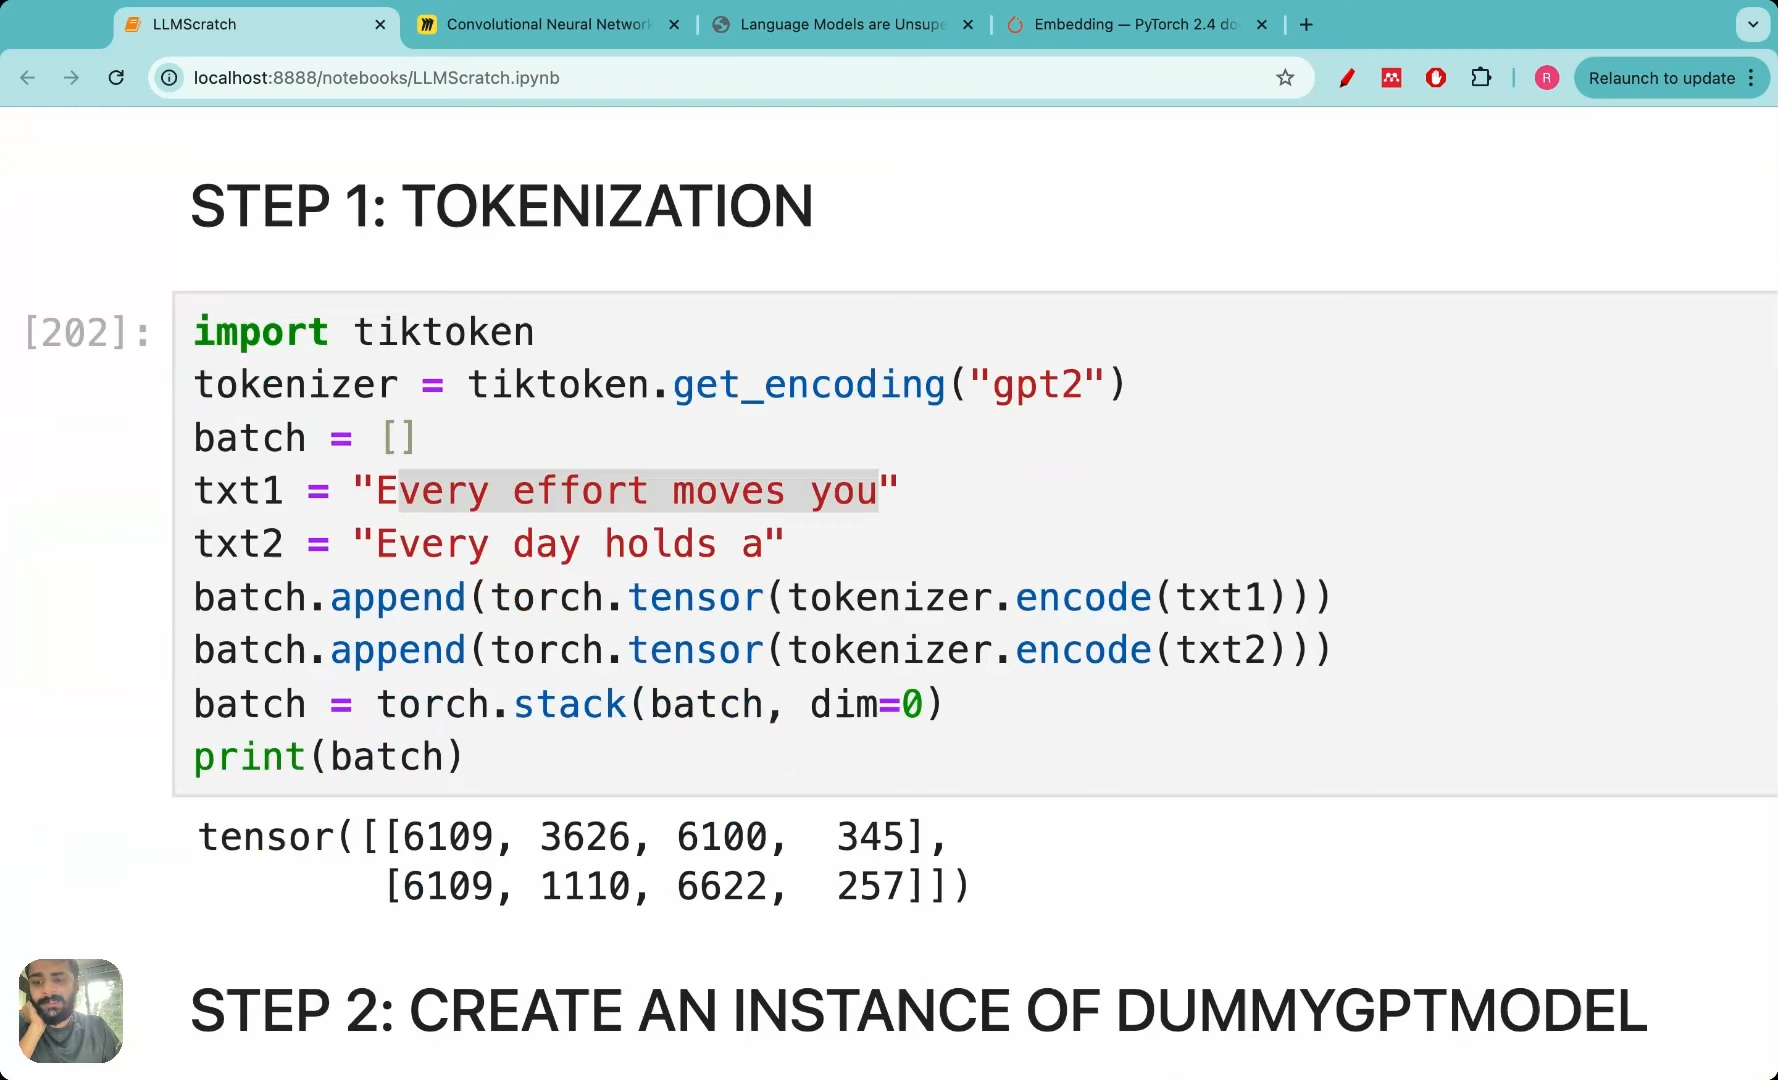 LLMScratch
Convolutional Neural Network
Language Models are Unsupe
Embedding — PyTorch 2.4 do
localhost:8888/notebooks/LLMScratch.ipynb
R
Relaunch to update
STEP 1: TOKENIZATION
[202]:
import tiktoken
tokenizer = tiktoken.get_encoding("gpt2")
batch = []
txt1 = "Every effort moves you"
txt2 = "Every day holds a"
batch.append(torch.tensor(tokenizer.encode(txt1)))
batch.append(torch.tensor(tokenizer.encode(txt2)))
batch = torch.stack(batch, dim=0)
print(batch)
tensor([[6109, 3626, 6100,  345],
        [6109, 1110, 6622,  257]])
STEP 2: CREATE AN INSTANCE OF DUMMYGPTMODEL